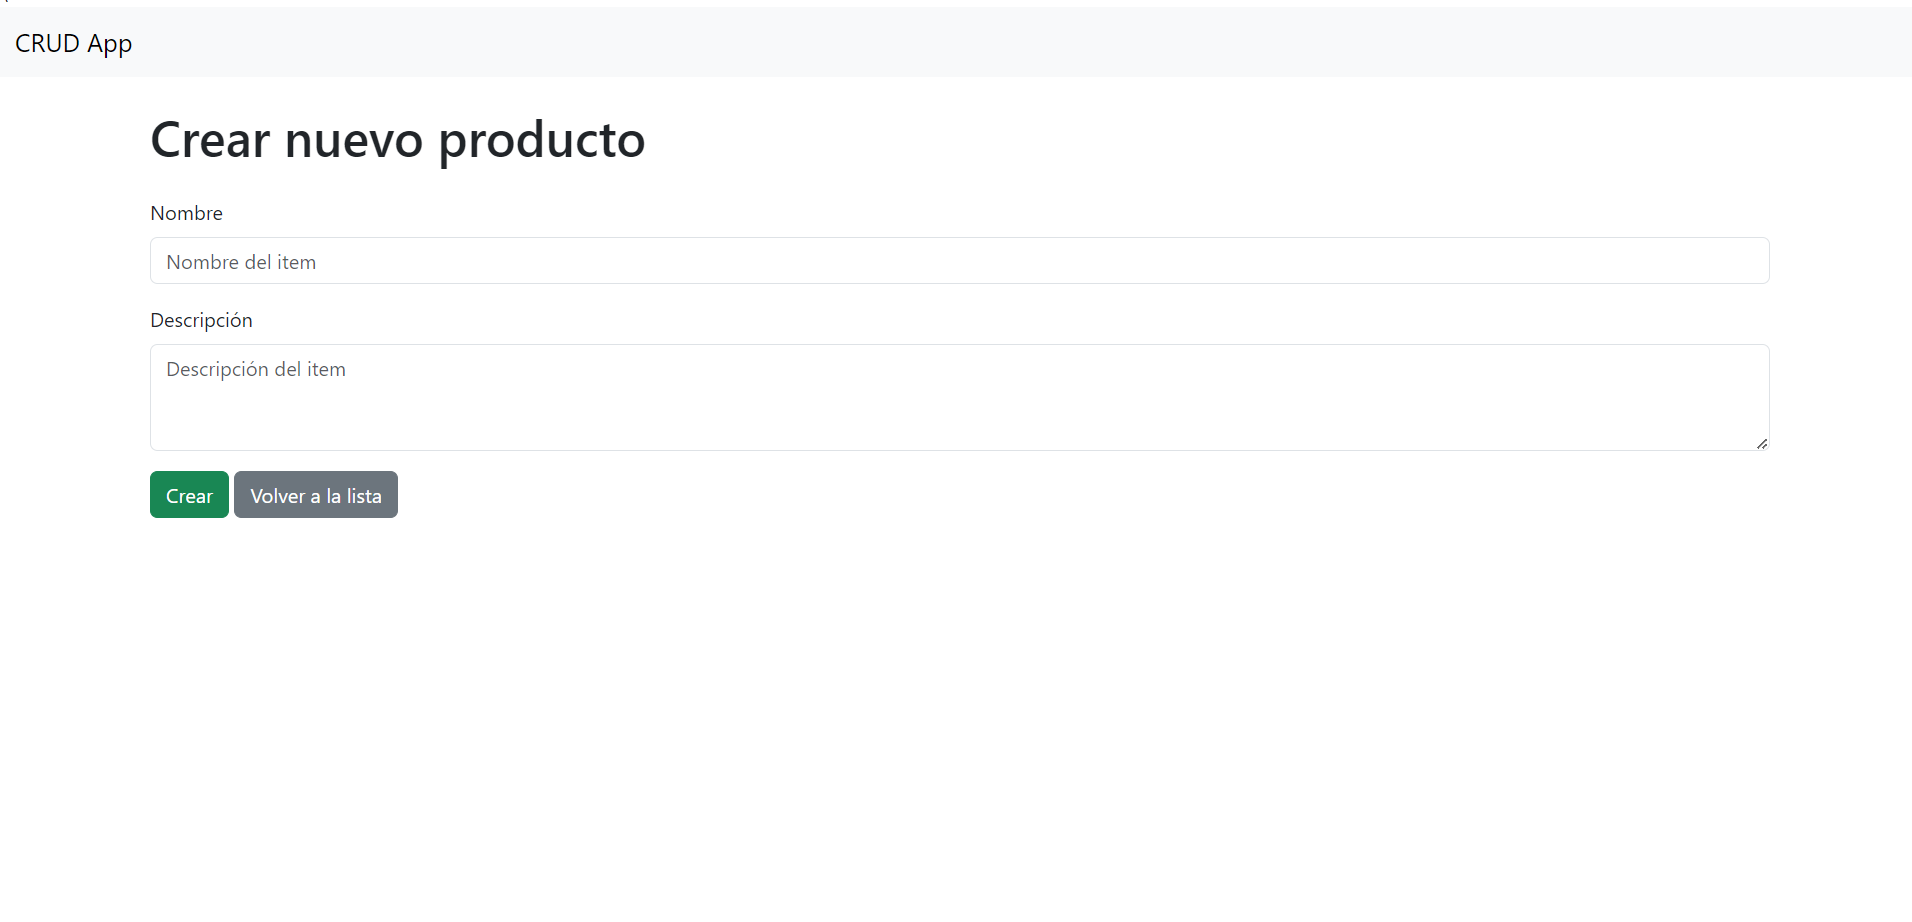 CRUD App
Crear nuevo producto
Nombre
Nombre del item
Descripción
Descripción del item
Crear Volver a la lista